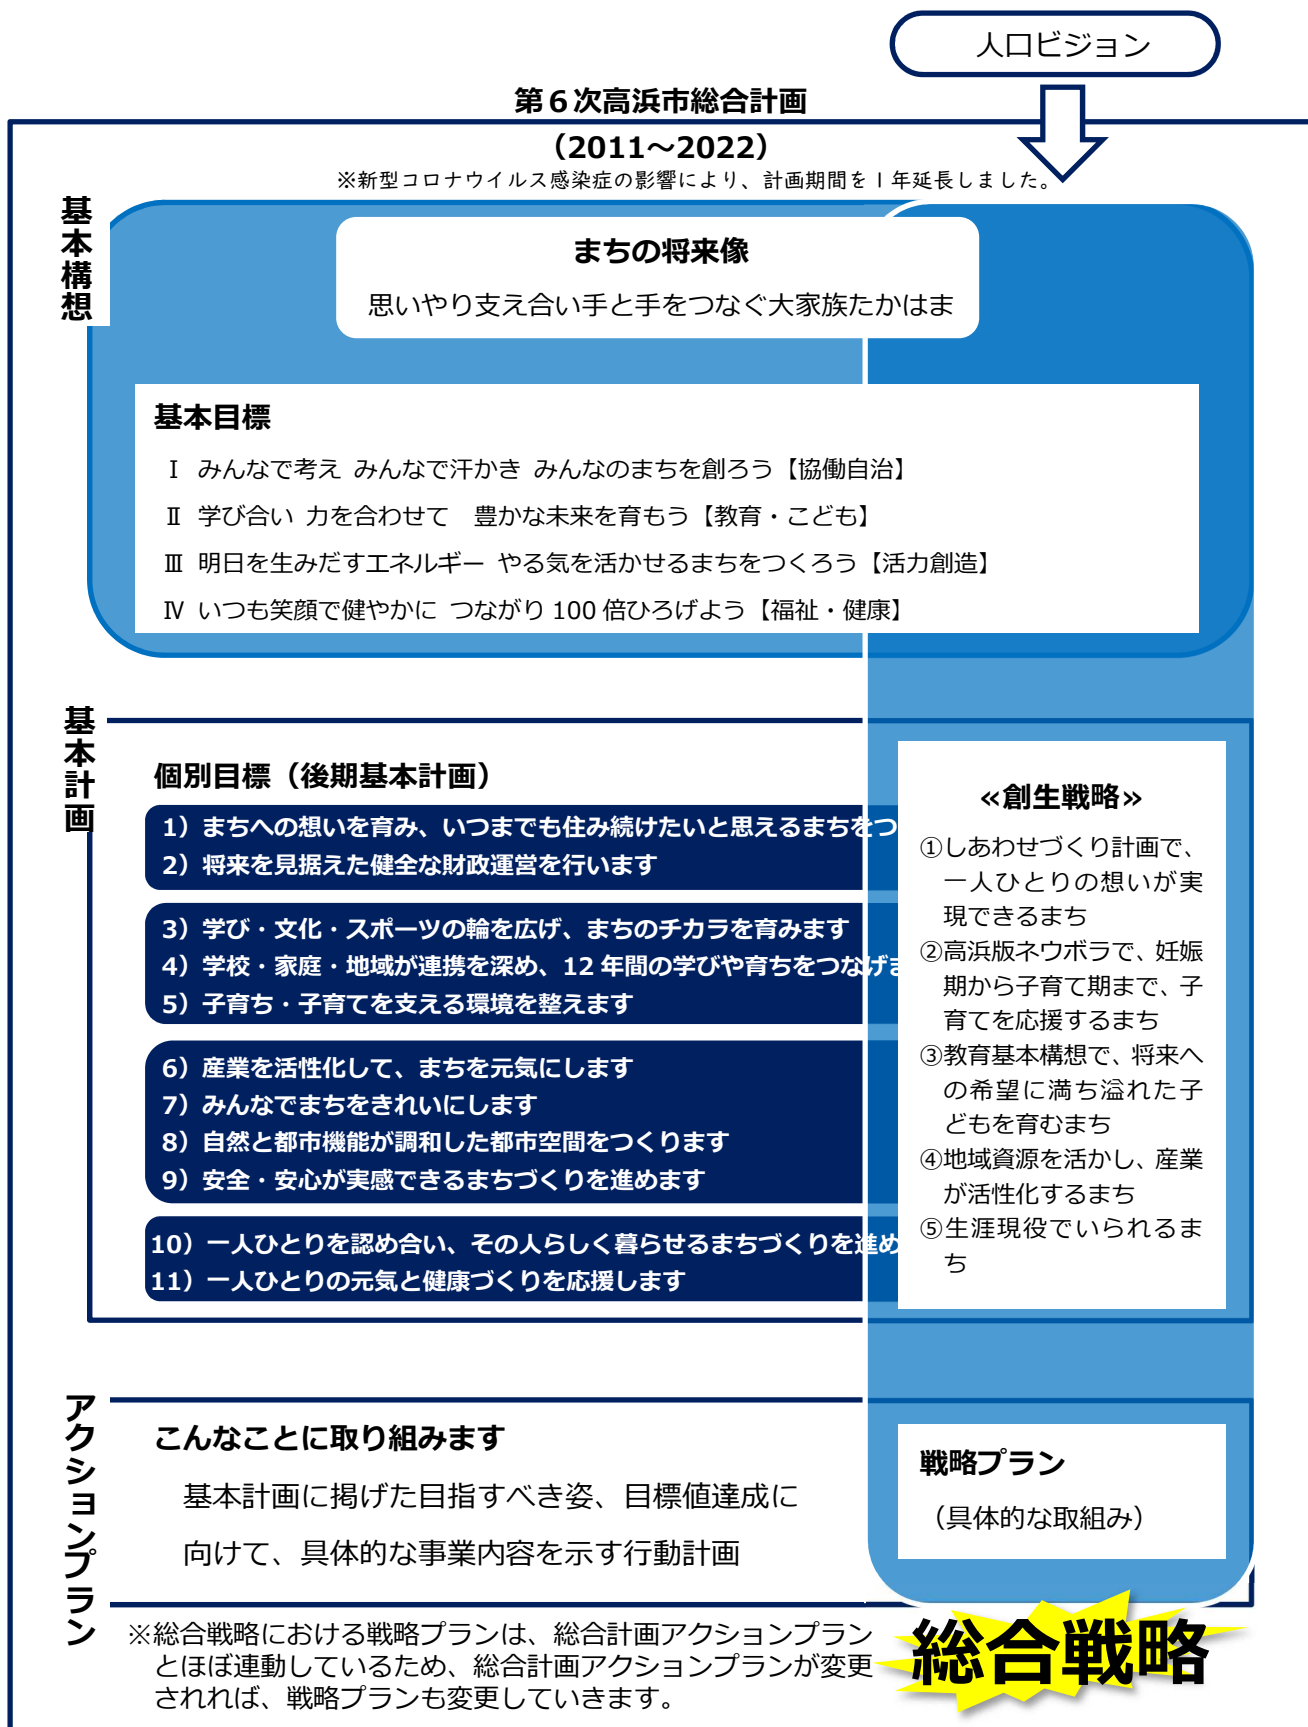 人口ビジョン
第６次高浜市総合計画
（2011～2022）
※新型コロナウイルス感染症の影響により、計画期間を１年延長しました。
基本構想
まちの将来像
思いやり支え合い手と手をつなぐ大家族たかはま
基本目標
Ⅰ みんなで考え みんなで汗かき みんなのまちを創ろう【協働自治】
Ⅱ 学び合い 力を合わせて　豊かな未来を育もう【教育・こども】
Ⅲ 明日を生みだすエネルギー やる気を活かせるまちをつくろう【活力創造】
Ⅳ いつも笑顔で健やかに つながり 100 倍ひろげよう【福祉・健康】
基本計画
個別目標（後期基本計画）
1）まちへの想いを育み、いつまでも住み続けたいと思えるまちをつ
2）将来を見据えた健全な財政運営を行います
3）学び・文化・スポーツの輪を広げ、まちのチカラを育みます
4）学校・家庭・地域が連携を深め、12 年間の学びや育ちをつなげま
5）子育ち・子育てを支える環境を整えます
6）産業を活性化して、まちを元気にします
7）みんなでまちをきれいにします
8）自然と都市機能が調和した都市空間をつくります
9）安全・安心が実感できるまちづくりを進めます
10）一人ひとりを認め合い、その人らしく暮らせるまちづくりを進め
11）一人ひとりの元気と健康づくりを応援します
≪創生戦略≫
①しあわせづくり計画で、
一人ひとりの想いが実
現できるまち
②高浜版ネウボラで、妊娠
期から子育て期まで、子
育てを応援するまち
③教育基本構想で、将来へ
の希望に満ち溢れた子
どもを育むまち
④地域資源を活かし、産業
が活性化するまち
⑤生涯現役でいられるま
ち
アクションプラン
こんなことに取り組みます
基本計画に掲げた目指すべき姿、目標値達成に
向けて、具体的な事業内容を示す行動計画
戦略プラン
（具体的な取組み）
※総合戦略における戦略プランは、総合計画アクションプラン
とほぼ連動しているため、総合計画アクションプランが変更
されれば、戦略プランも変更していきます。
総合戦略